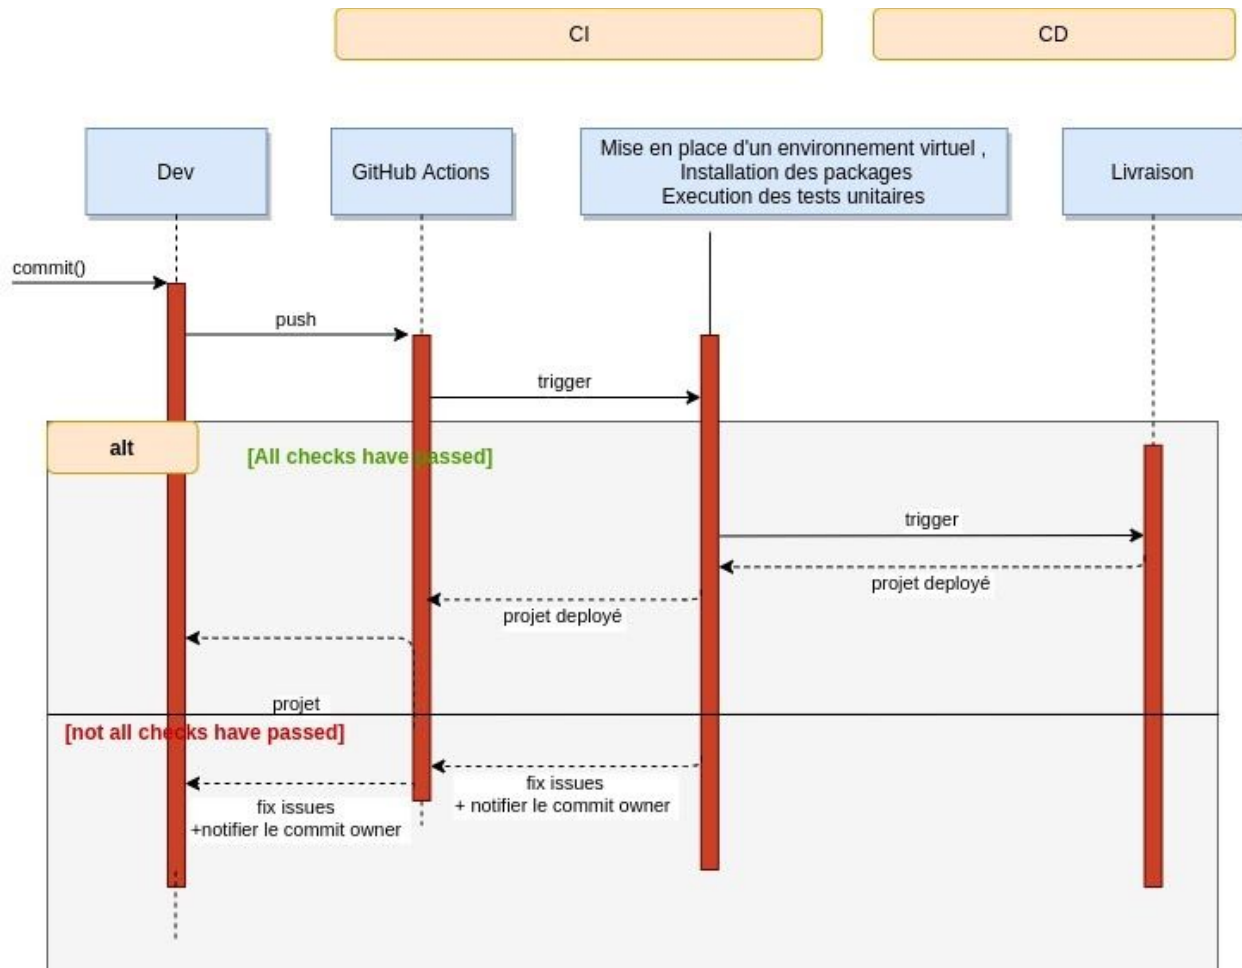 CI
CD
Dev
GitHub Actions
Mise en place d'un environnement virtuel ,
Installation des packages
Execution des tests unitaires
Livraison
commit()
push
trigger
alt
[All checks have passed]
trigger
projet deployé
projet deployé
projet
[not all checks have passed]
fix issues
+ notifier le commit owner
fix issues
+notifier le commit owner